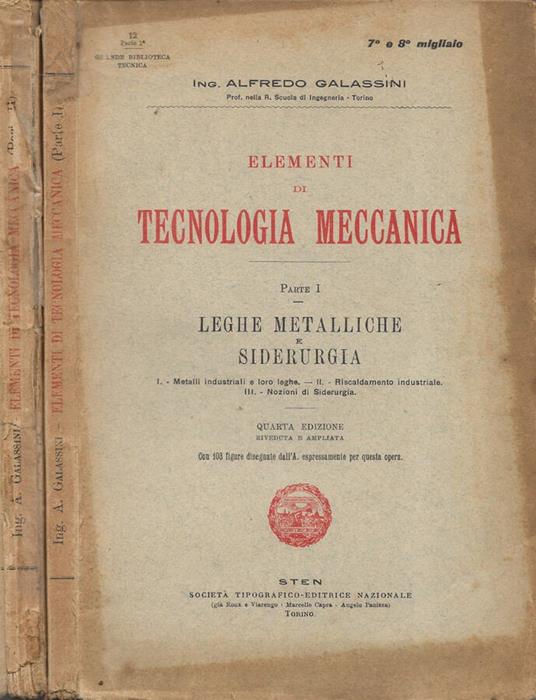 12
Parte 1ª
GRANDE BIBLIOTECA
TECNICA
7º e 8º migliaio
ING. ALFREDO GALASSINI
Prof. nella R. Scuola di Ingegneria - Torino
ELEMENTI
DI
TECNOLOGIA MECCANICA
PARTE I
LEGHE METALLICHE
E
SIDERURGIA
I. - Metalli industriali e loro leghe. — II. - Riscaldamento industriale.
III. - Nozioni di Siderurgia.
QUARTA EDIZIONE
RIVEDUTA E AMPLIATA
Con 103 figure disegnate dall'A. espressamente per questa opera.
STEN
SOCIETÀ TIPOGRAFICO-EDITRICE NAZIONALE
(già Roux e Viarengo - Marcello Capra - Angelo Panizza)
TORINO.
Ing. A. GALASSINI - ELEMENTI DI TECNOLOGIA MECCANICA (Parte I)
Ing. A. GALASSINI - ELEMENTI DI TECNOLOGIA MECCANICA